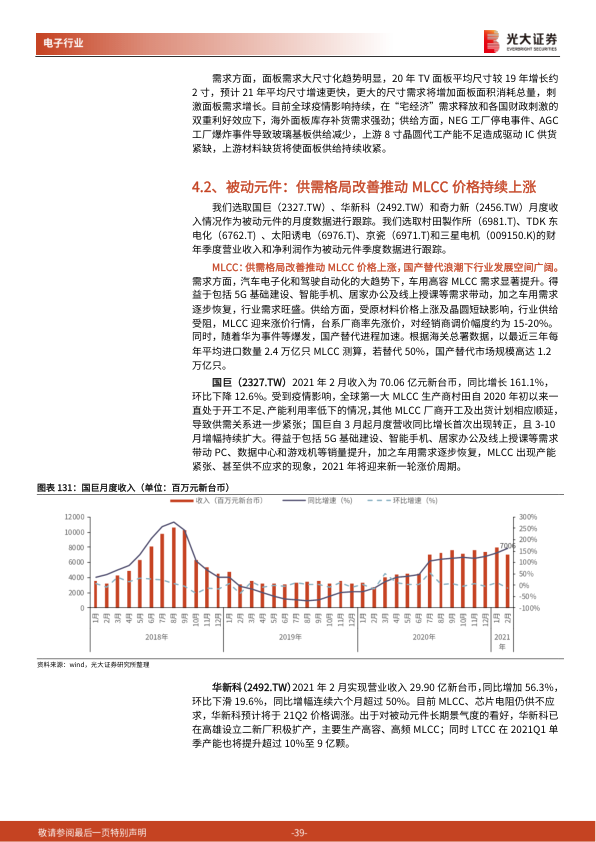 电子行业
光大证券
EVERBRIGHT SECURITIES
需求方面，面板需求大尺寸化趋势明显，20 年 TV 面板平均尺寸较 19 年增长约
2 寸，预计 21 年平均尺寸增速更快，更大的尺寸需求将增加面板面积消耗总量，刺
激面板需求增长。目前全球疫情影响持续，在“宅经济”需求释放和各国财政刺激的
双重利好效应下，海外面板库存补货需求强劲；供给方面，NEG 工厂停电事件、AGC
工厂爆炸事件导致玻璃基板供给减少，上游 8 寸晶圆代工产能不足造成驱动 IC 供货
紧缺，上游材料缺货将使面板供给持续收紧。
4.2、被动元件：供需格局改善推动 MLCC 价格持续上涨
我们选取国巨（2327.TW）、华新科（2492.TW）和奇力新（2456.TW）月度收
入情况作为被动元件的月度数据进行跟踪。我们选取村田製作所（6981.T)、TDK 东
电化（6762.T）、太阳诱电（6976.T)、京瓷（6971.T)和三星电机（009150.K)的财
年季度营业收入和净利润作为被动元件季度数据进行跟踪。
MLCC：供需格局改善推动 MLCC 价格上涨，国产替代浪潮下行业发展空间广阔。
需求方面，汽车电子化和驾驶自动化的大趋势下，车用高容 MLCC 需求显著提升。得
益于包括 5G 基础建设、智能手机、居家办公及线上授课等需求带动，加之车用需求
逐步恢复，行业需求旺盛。供给方面，受原材料价格上涨及晶圆短缺影响，行业供给
受阻，MLCC 迎来涨价行情，台系厂商率先涨价，对经销商调价幅度约为 15-20%。
同时，随着华为事件等爆发，国产替代进程加速。根据海关总署数据，以最近三年每
年平均进口数量 2.4 万亿只 MLCC 测算，若替代 50%，国产替代市场规模高达 1.2
万亿只。
国巨（2327.TW）2021 年 2 月收入为 70.06 亿元新台币，同比增长 161.1%，
环比下降 12.6%。受到疫情影响，全球第一大 MLCC 生产商村田自 2020 年初以来一
直处于开工不足、产能利用率低下的情况，其他 MLCC 厂商开工及出货计划相应顺延，
导致供需关系进一步紧张；国巨自 3 月起月度营收同比增长首次出现转正，且 3-10
月增幅持续扩大。得益于包括 5G 基础建设、智能手机、居家办公及线上授课等需求
带动 PC、数据中心和游戏机等销量提升，加之车用需求逐步恢复，MLCC 出现产能
紧张、甚至供不应求的现象，2021 年将迎来新一轮涨价周期。
图表 131：国巨月度收入（单位：百万元新台币）
收入（百万元新台币） 同比增速（%） 环比增速（%）
12000 300%
10000 250%
8000 200%
6000 150%
4000 100%
2000 50%
0 0%
-50%
-100%
7006
1月 2月 3月 4月 5月 6月 7月 8月 9月 10月 11月 12月 1月 2月 3月 4月 5月 6月 7月 8月 9月 10月 11月 12月 1月 2月 3月 4月 5月 6月 7月 8月 9月 10月 11月 12月 1月 2月
2018年 2019年 2020年 2021
年
资料来源：wind，光大证券研究所整理
华新科（2492.TW）2021 年 2 月实现营业收入 29.90 亿新台币，同比增加 56.3%，
环比下滑 19.6%，同比增幅连续六个月超过 50%。目前 MLCC、芯片电阻仍供不应
求，华新科预计将于 21Q2 价格调涨。出于对被动元件长期景气度的看好，华新科已
在高雄设立二新厂积极扩产，主要生产高容、高频 MLCC；同时 LTCC 在 2021Q1 单
季产能也将提升超过 10%至 9 亿颗。
敬请参阅最后一页特别声明
-39-